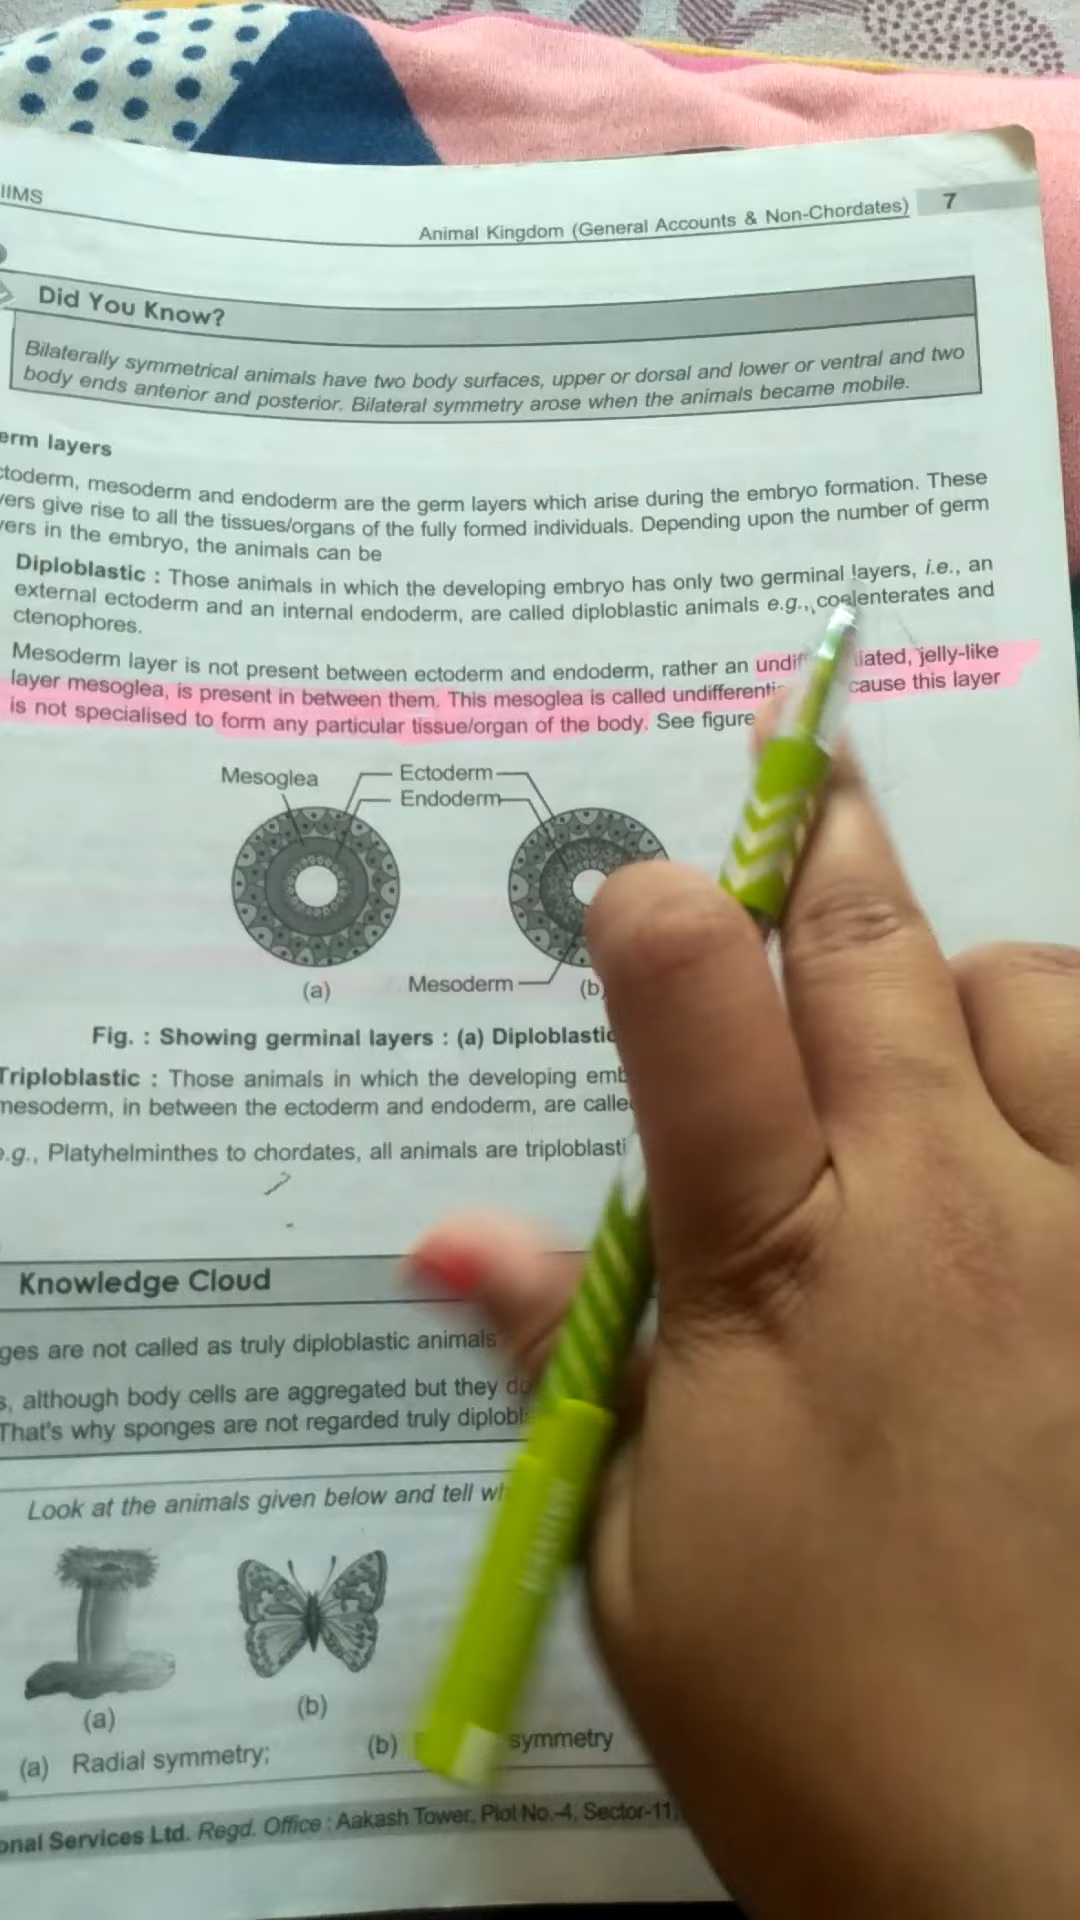 IIMS
Animal Kingdom (General Accounts & Non-Chordates) 7
Did You Know?
Bilaterally symmetrical animals have two body surfaces, upper or dorsal and lower or ventral and two
body ends anterior and posterior. Bilateral symmetry arose when the animals became mobile.
erm layers
ctoderm, mesoderm and endoderm are the germ layers which arise during the embryo formation. These
yers give rise to all the tissues/organs of the fully formed individuals. Depending upon the number of germ
yers in the embryo, the animals can be
Diploblastic : Those animals in which the developing embryo has only two germinal layers, i.e., an
external ectoderm and an internal endoderm, are called diploblastic animals e.g., coelenterates and
ctenophores.
Mesoderm layer is not present between ectoderm and endoderm, rather an undif iated, jelly-like
layer mesoglea, is present in between them. This mesoglea is called undifferenti cause this layer
is not specialised to form any particular tissue/organ of the body. See figure
Mesoglea Ectoderm
Endoderm
Mesoderm
(a) (b)
Fig. : Showing germinal layers : (a) Diploblastic
Triploblastic : Those animals in which the developing emb
mesoderm, in between the ectoderm and endoderm, are calle
e.g., Platyhelminthes to chordates, all animals are triploblasti
Knowledge Cloud
ges are not called as truly diploblastic animals
s, although body cells are aggregated but they do
That's why sponges are not regarded truly diplobl
Look at the animals given below and tell wh
(a) (b)
(a) Radial symmetry; (b) symmetry
onal Services Ltd. Regd. Office : Aakash Tower, Plot No.-4, Sector-11,